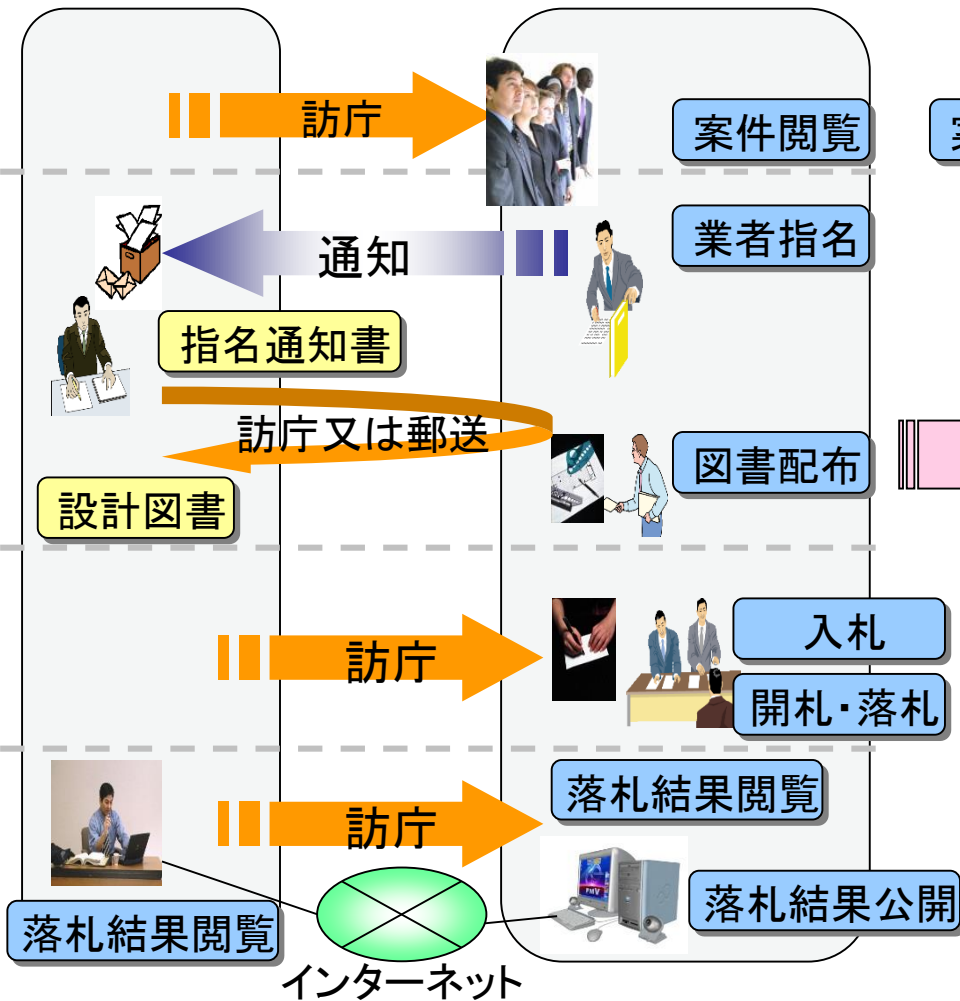 訪庁
案件閲覧
業者指名
通知
指名通知書
訪庁又は郵送
図書配布
設計図書
入札
訪庁
開札・落札
落札結果閲覧
訪庁
落札結果公開
落札結果閲覧
インターネット